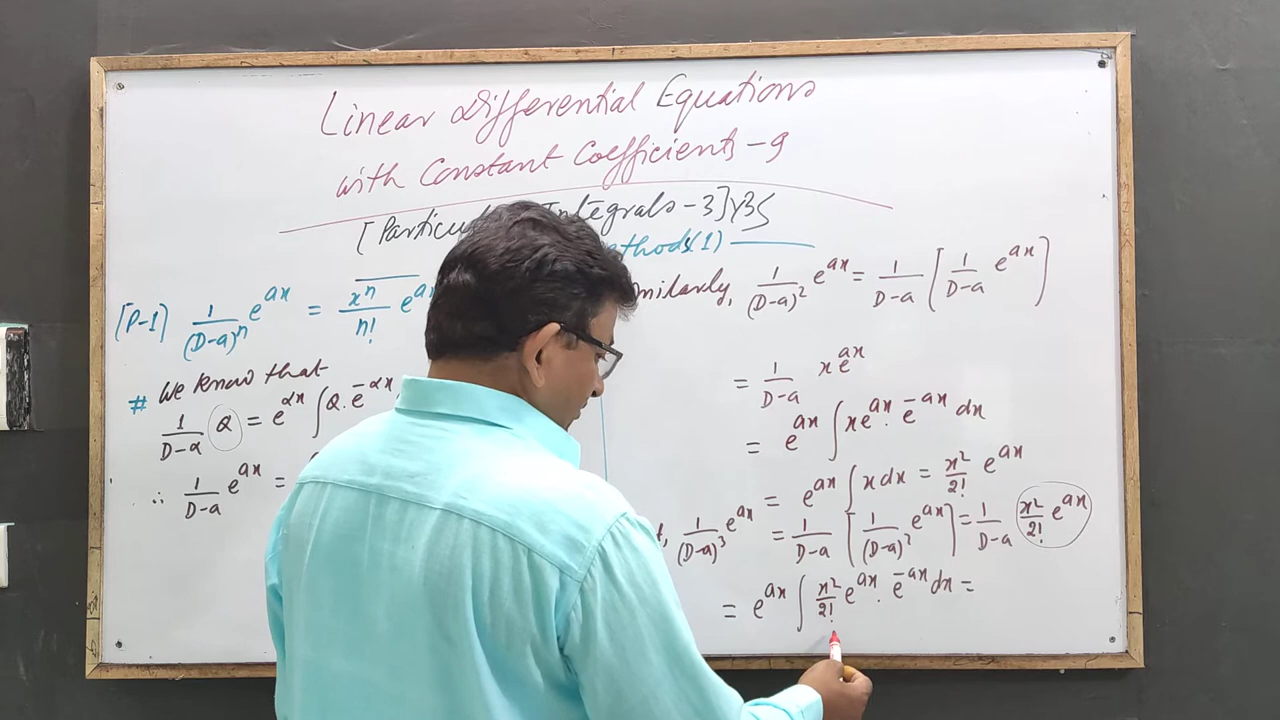 Linear Differential Equations
with Constant Coefficients - 9
Integrals - 3] YBS
(1)
[P-1] 1/(D-a)^n e^{ax} = x^n/n! e^{ax}
# We know that
1/(D-α) Q = e^{αx} ∫ Q. e^{-αx}
∴ 1/(D-a) e^{ax} =
1/(D-a)^2 e^{ax} = 1/(D-a) [1/(D-a) e^{ax}]
= 1/(D-a) x e^{ax}
= e^{ax} ∫ x e^{ax}. e^{-ax} dx
= e^{ax} ∫ x dx = x^2/2! e^{ax}
1/(D-a)^3 e^{ax} = 1/(D-a) [1/(D-a)^2 e^{ax}] = 1/(D-a) x^2/2! e^{ax}
= e^{ax} ∫ x^2/2! e^{ax}. e^{-ax} dx =